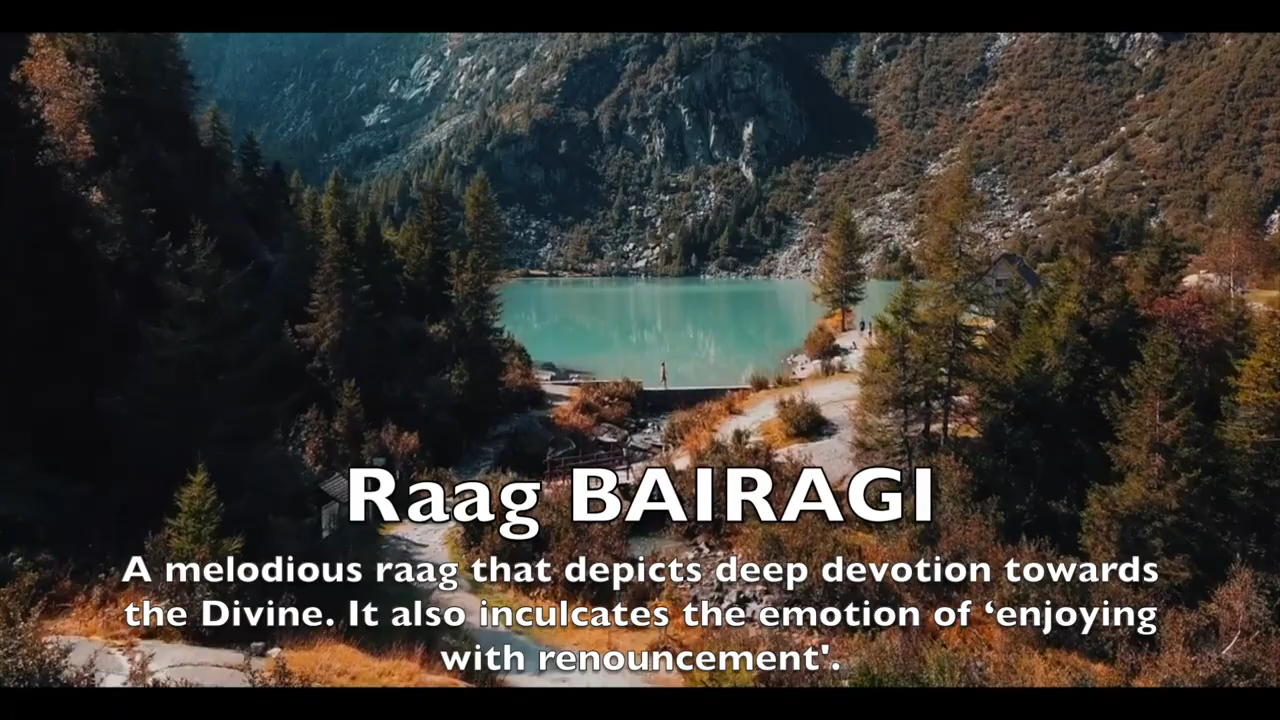 Raag BAIRAGI
A melodious raag that depicts deep devotion towards
the Divine. It also inculcates the emotion of ‘enjoying
with renouncement'.